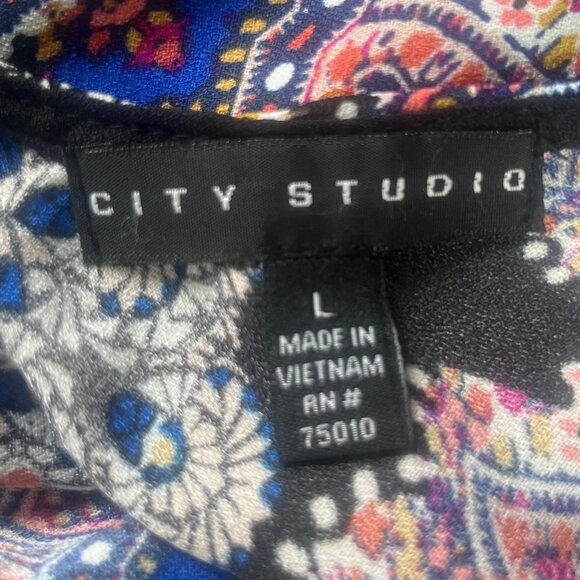 CITY STUDIO
L
MADE IN
VIETNAM
RN #
75010